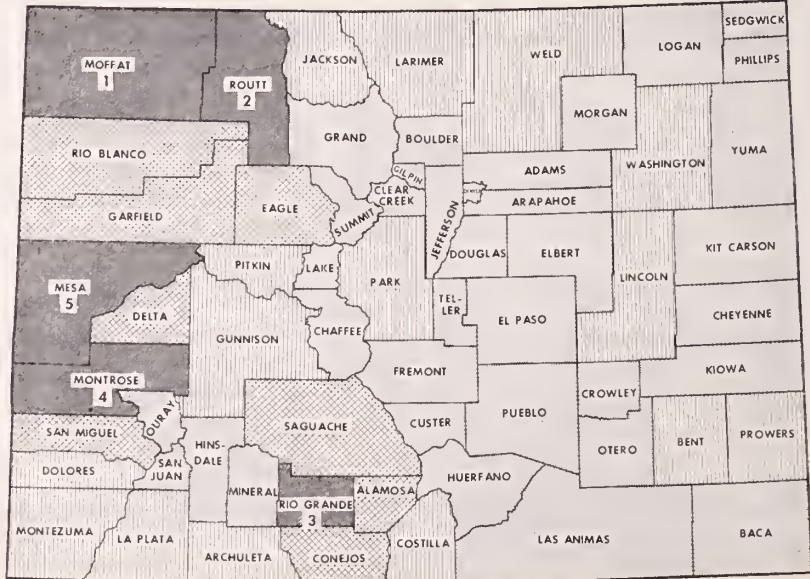 MOFFAT
1
ROUTT
2
JACKSON
LARIMER
WELD
LOGAN
SEDGWICK
PHILLIPS
MORGAN
GRAND
BOULDER
RIO BLANCO
WASHINGTON
YUMA
GILPIN
ADAMS
CLEAR
CREEK
ARAPAHOE
GARFIELD
EAGLE
SUMMIT
JEFFERSON
DOUGLAS
ELBERT
KIT CARSON
LINCOLN
PITKIN
LAKE
PARK
MESA
5
DELTA
TEL-
LER
EL PASO
CHEYENNE
GUNNISON
CHAFFEE
FREMONT
KIOWA
MONTROSE
4
CROWLEY
OURAY
SAGUACHE
CUSTER
PUEBLO
SAN MIGUEL
HINS-
DALE
OTERO
BENT
PROWERS
DOLORES
SAN
JUAN
MINERAL
RIO GRANDE
3
ALAMOSA
HUERFANO
MONTEZUMA
LA PLATA
ARCHULETA
CONEJOS
COSTILLA
LAS ANIMAS
BACA